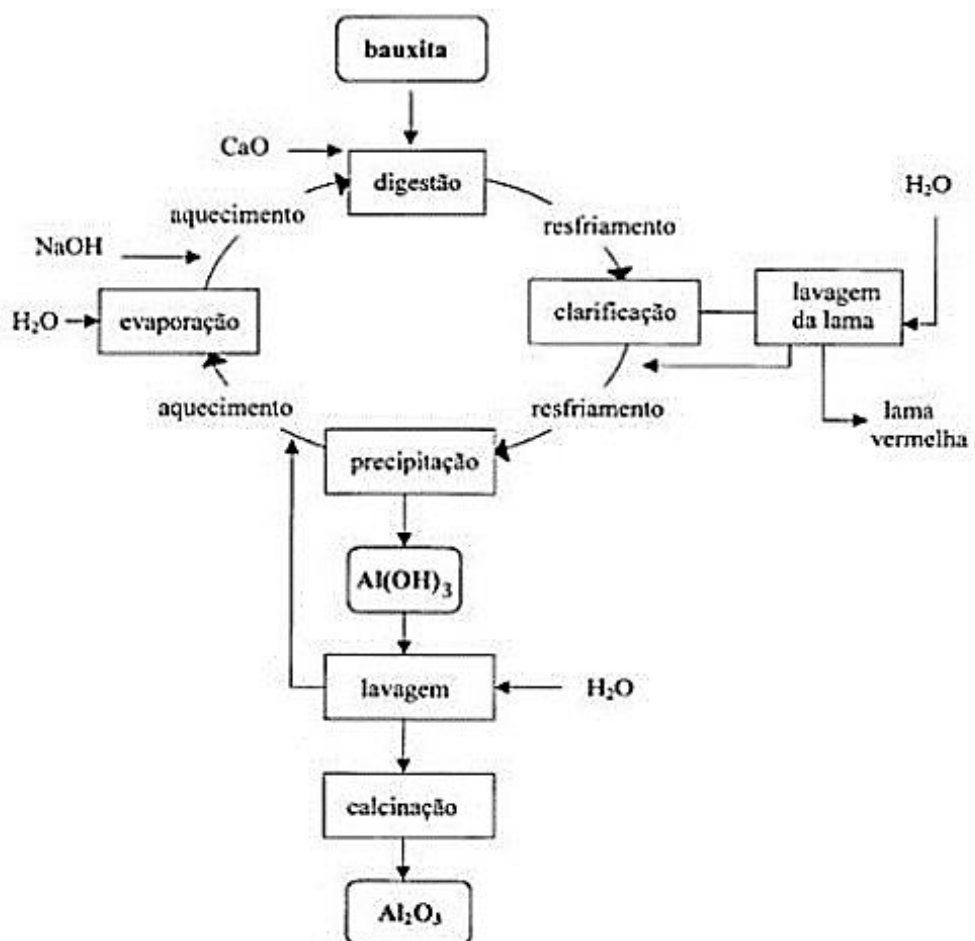 bauxita
CaO
digestão
H₂O
aquecimento
resfriamento
NaOH
H₂O
evaporação
clarificação
lavagem
da lama
aquecimento
resfriamento
lama
vermelha
precipitação
Al(OH)₃
lavagem
H₂O
calcinação
Al₂O₃